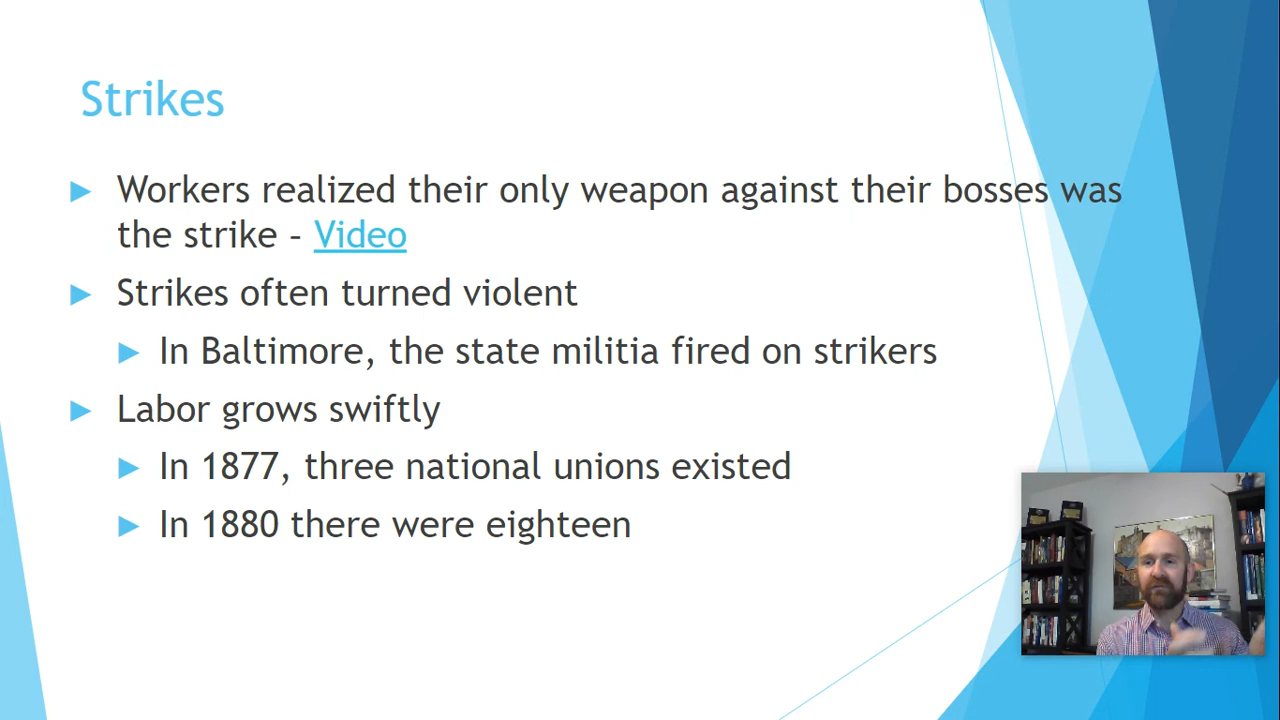 Strikes
Workers realized their only weapon against their bosses was
the strike – Video
Strikes often turned violent
In Baltimore, the state militia fired on strikers
Labor grows swiftly
In 1877, three national unions existed
In 1880 there were eighteen